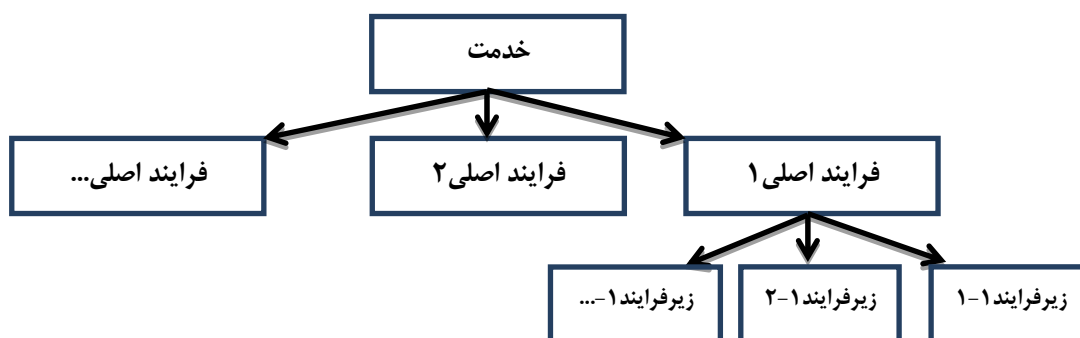 خدمت
فرایند اصلی۱
فرایند اصلی۲
فرایند اصلی...
زیرفرایند۱-۱
زیرفرایند۱-۲
زیرفرایند۱-...